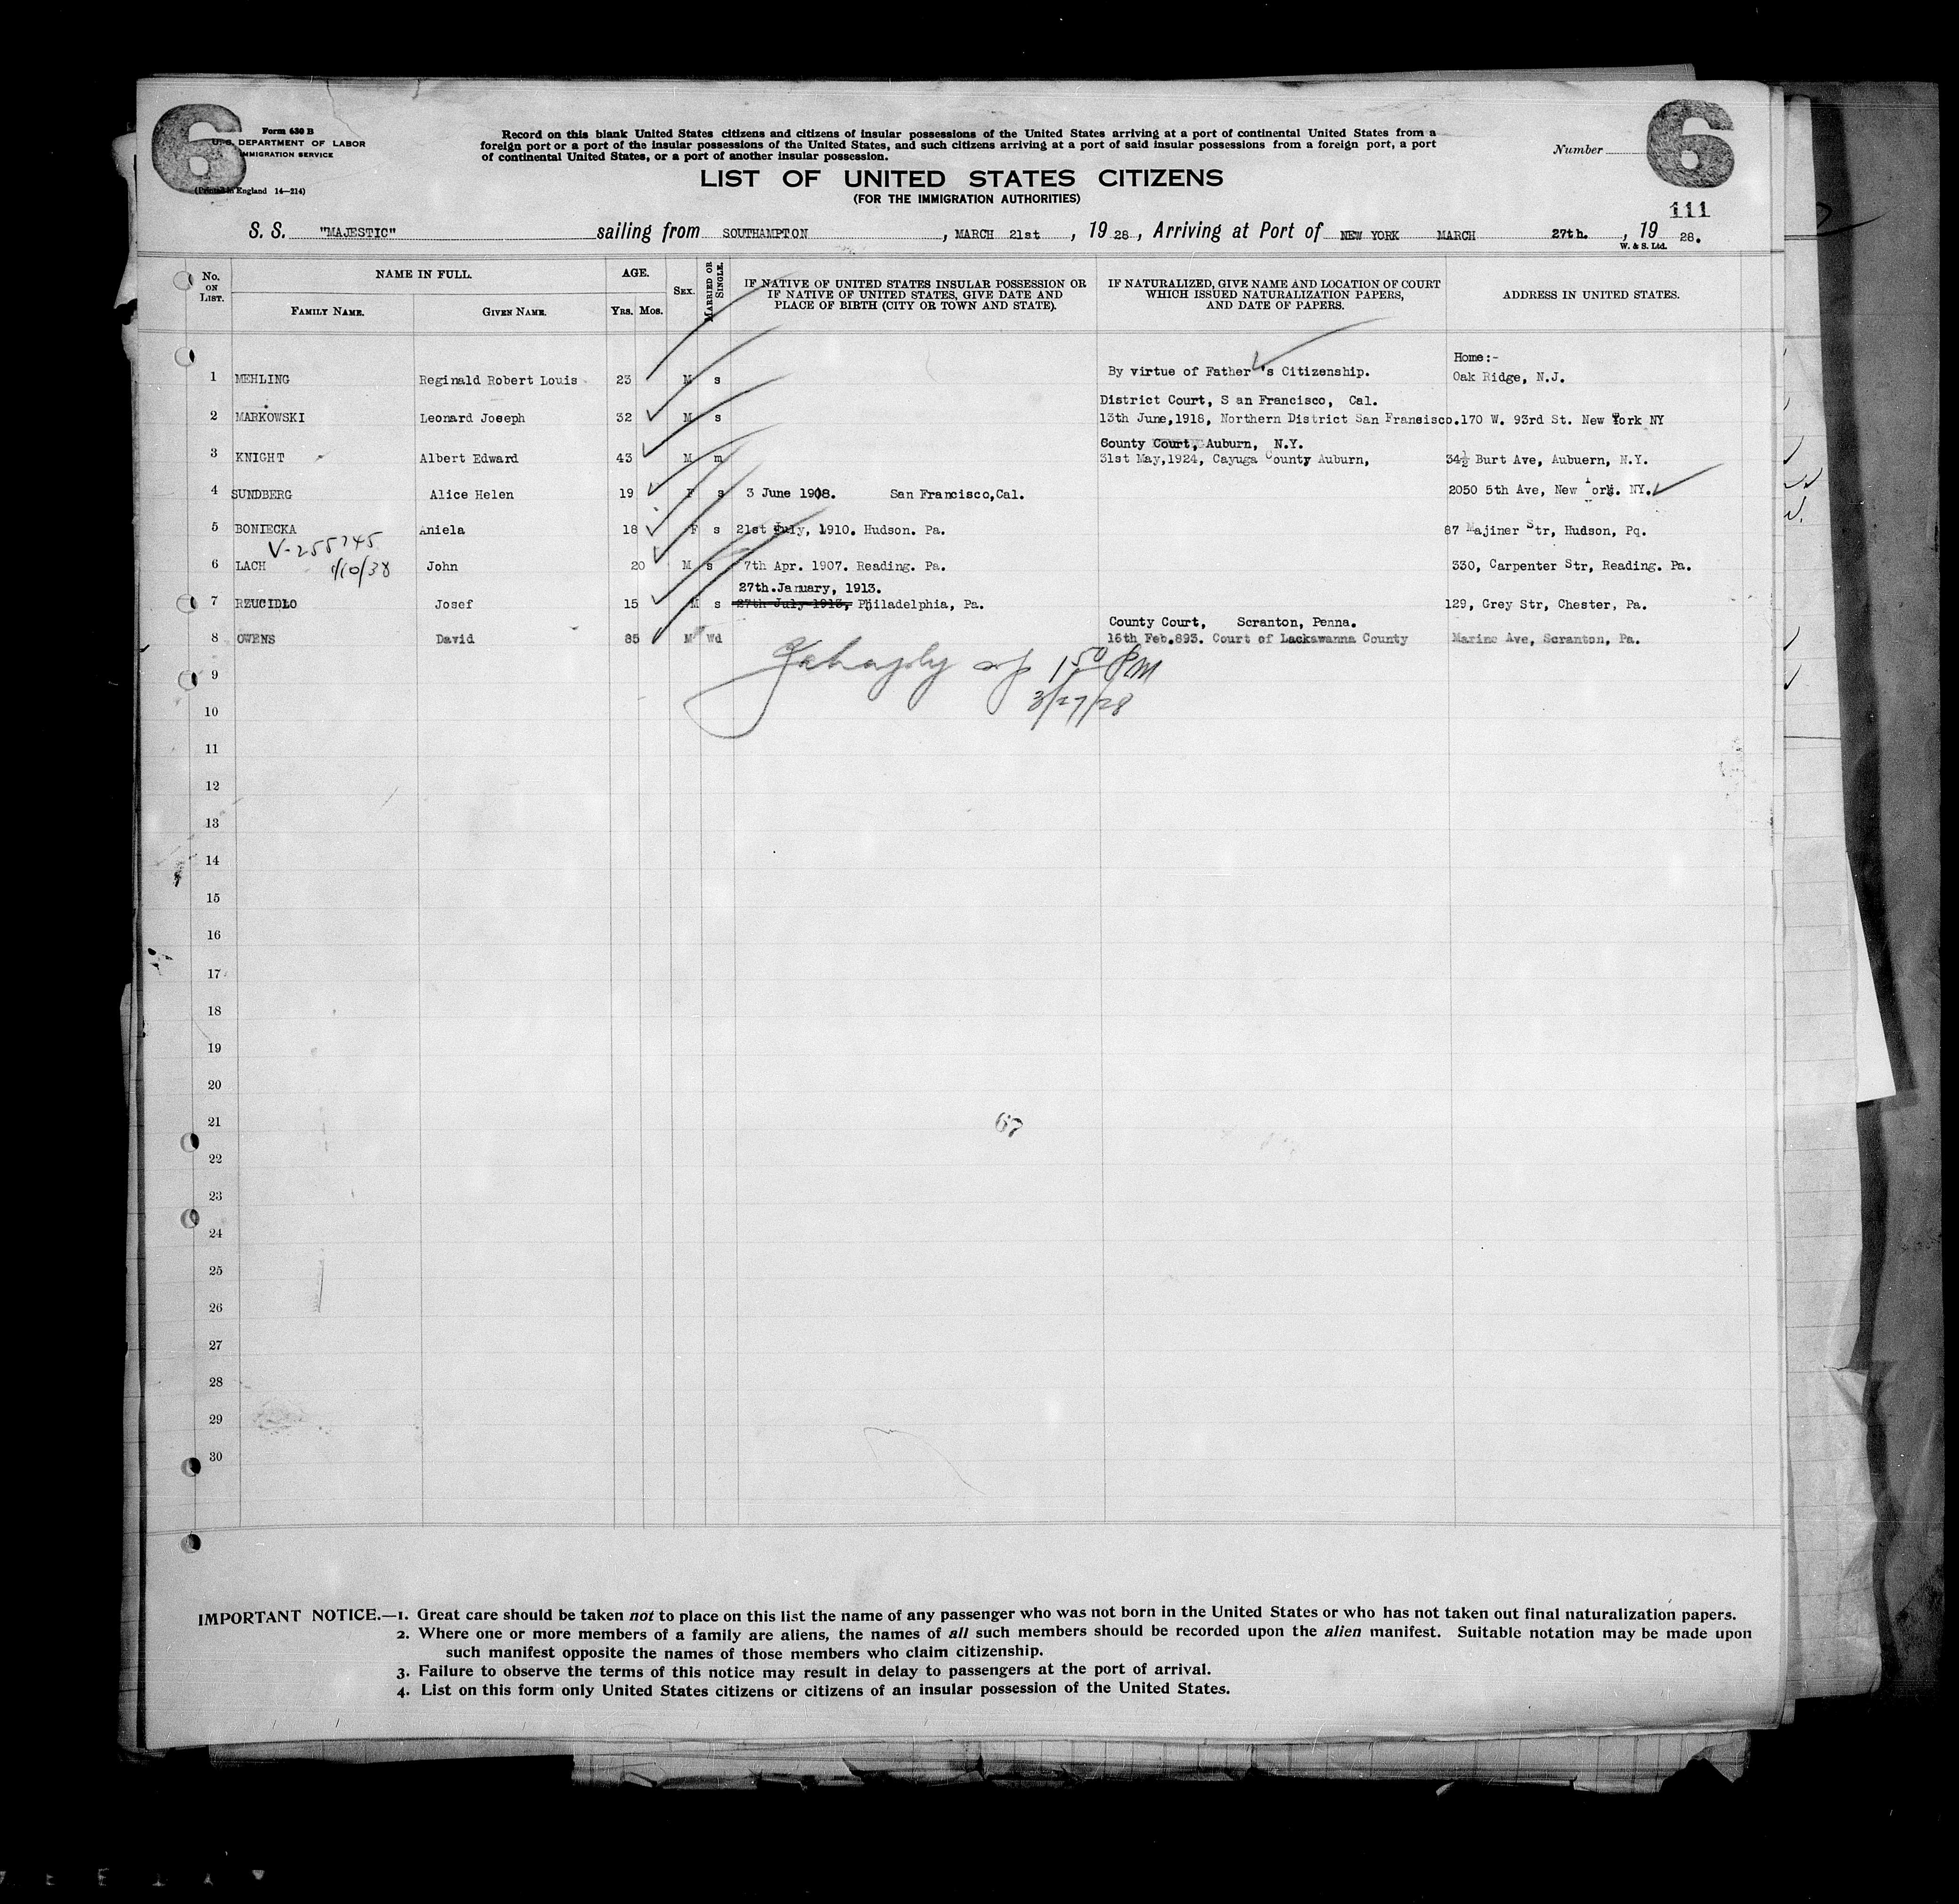 6
6
Form 630 B
U. S. DEPARTMENT OF LABOR
IMMIGRATION SERVICE
(Printed in England 14—214)
Record on this blank United States citizens and citizens of insular possessions of the United States arriving at a port of continental United States from a
foreign port or a port of the insular possessions of the United States, and such citizens arriving at a port of said insular possessions from a foreign port, a port
of continental United States, or a port of another insular possession.
Number
LIST OF UNITED STATES CITIZENS
(FOR THE IMMIGRATION AUTHORITIES)
111
S. S. "MAJESTIC" sailing from SOUTHAMPTON, MARCH 21st, 19 28, Arriving at Port of NEW YORK MARCH 27th., 19 28.
W. & S. Ltd.
No. ON LIST. NAME IN FULL. AGE. SEX. MARRIED OR SINGLE. IF NATIVE OF UNITED STATES INSULAR POSSESSION OR IF NATIVE OF UNITED STATES, GIVE DATE AND PLACE OF BIRTH (CITY OR TOWN AND STATE). IF NATURALIZED, GIVE NAME AND LOCATION OF COURT WHICH ISSUED NATURALIZATION PAPERS, AND DATE OF PAPERS. ADDRESS IN UNITED STATES.
FAMILY NAME. GIVEN NAME. YRS. MOS.
Home:-
1 MEHLING Reginald Robert Louis 23 M s By virtue of Father's Citizenship. Oak Ridge, N.J.
District Court, S an Francisco, Cal.
2 MARKOWSKI Leonard Joseph 32 M s 13th June,1918, Northern District San Fransisco. 170 W. 93rd St. New York NY
County Court, Auburn, N.Y.
3 KNIGHT Albert Edward 43 M m 31st May,1924, Cayuga County Auburn, 34½ Burt Ave, Aubuern, N.Y.
4 SUNDBERG Alice Helen 19 F s 3 June 1908. San Francisco,Cal. 2050 5th Ave, New York. NY.
5 BONIECKA Aniela 18 F s 21st July, 1910. Hudson. Pa. 87 Majiner Str, Hudson, Pq.
V-255745
6 LACH 1/10/38 John 20 M s 7th Apr. 1907. Reading. Pa. 330, Carpenter Str, Reading. Pa.
27th.January, 1913.
7 RZUCIDLO Josef 15 M s 27th July 1913, Philadelphia, Pa. 129, Grey Str, Chester, Pa.
County Court, Scranton, Penna.
8 OWENS David 85 M Wd 16th Feb.893. Court of Lackawanna County Marine Ave, Scranton, Pa.
1 50 PM
3/27/28
9
10
11
12
13
14
15
16
17
18
19
20
21
67
22
23
24
25
26
27
28
29
30
IMPORTANT NOTICE.—1. Great care should be taken not to place on this list the name of any passenger who was not born in the United States or who has not taken out final naturalization papers.
2. Where one or more members of a family are aliens, the names of all such members should be recorded upon the alien manifest. Suitable notation may be made upon
such manifest opposite the names of those members who claim citizenship.
3. Failure to observe the terms of this notice may result in delay to passengers at the port of arrival.
4. List on this form only United States citizens or citizens of an insular possession of the United States.